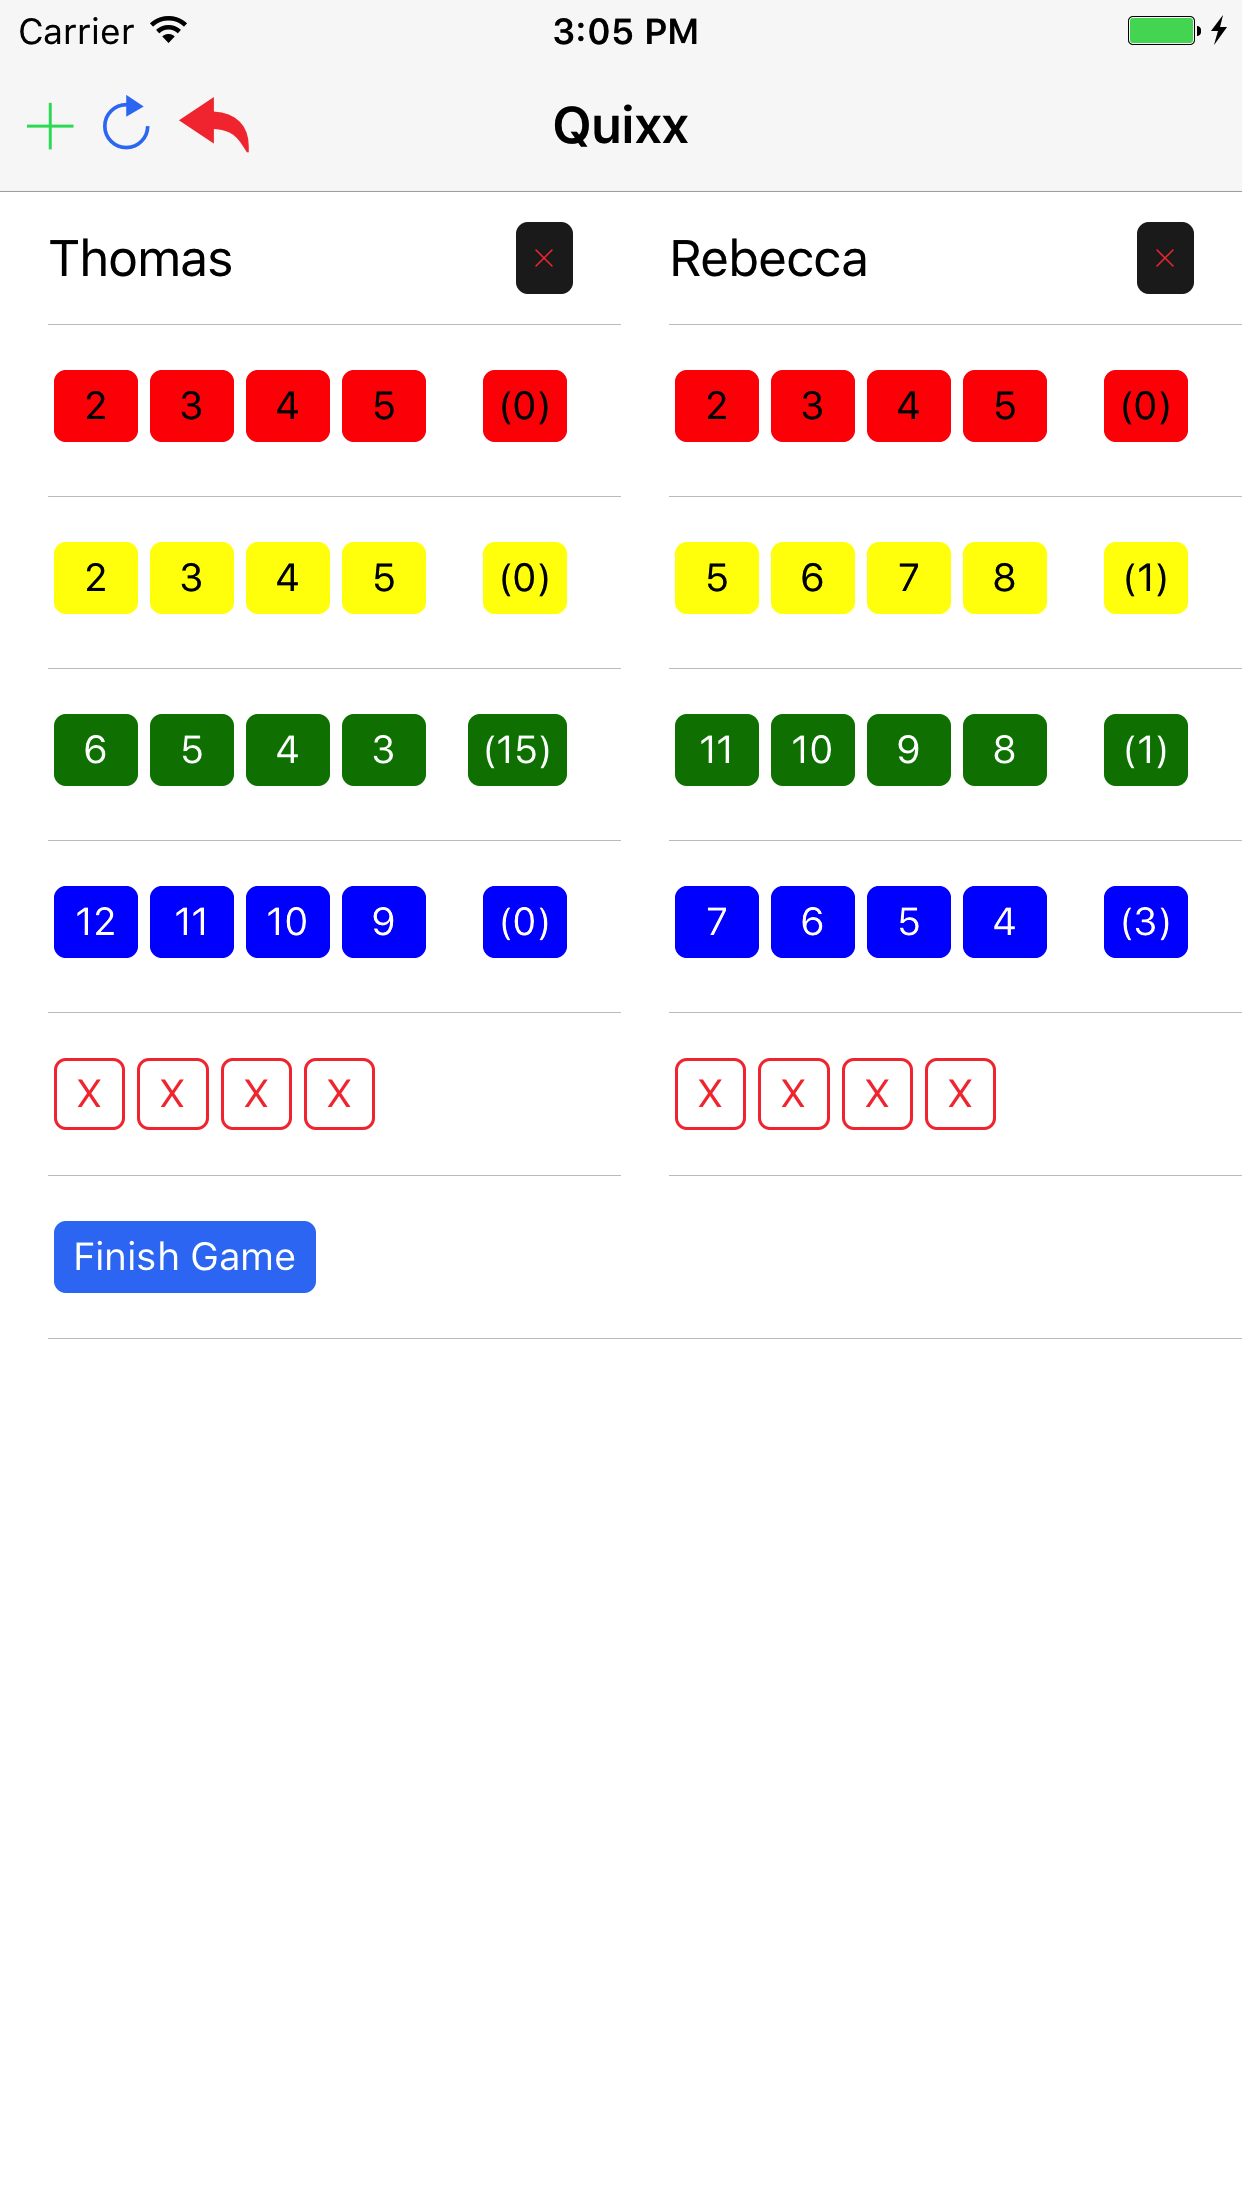 Carrier 3:05 PM
Quixx
Thomas Rebecca
2 3 4 5 (0) 2 3 4 5 (0)
2 3 4 5 (0) 5 6 7 8 (1)
6 5 4 3 (15) 11 10 9 8 (1)
12 11 10 9 (0) 7 6 5 4 (3)
X X X X X X X X
Finish Game